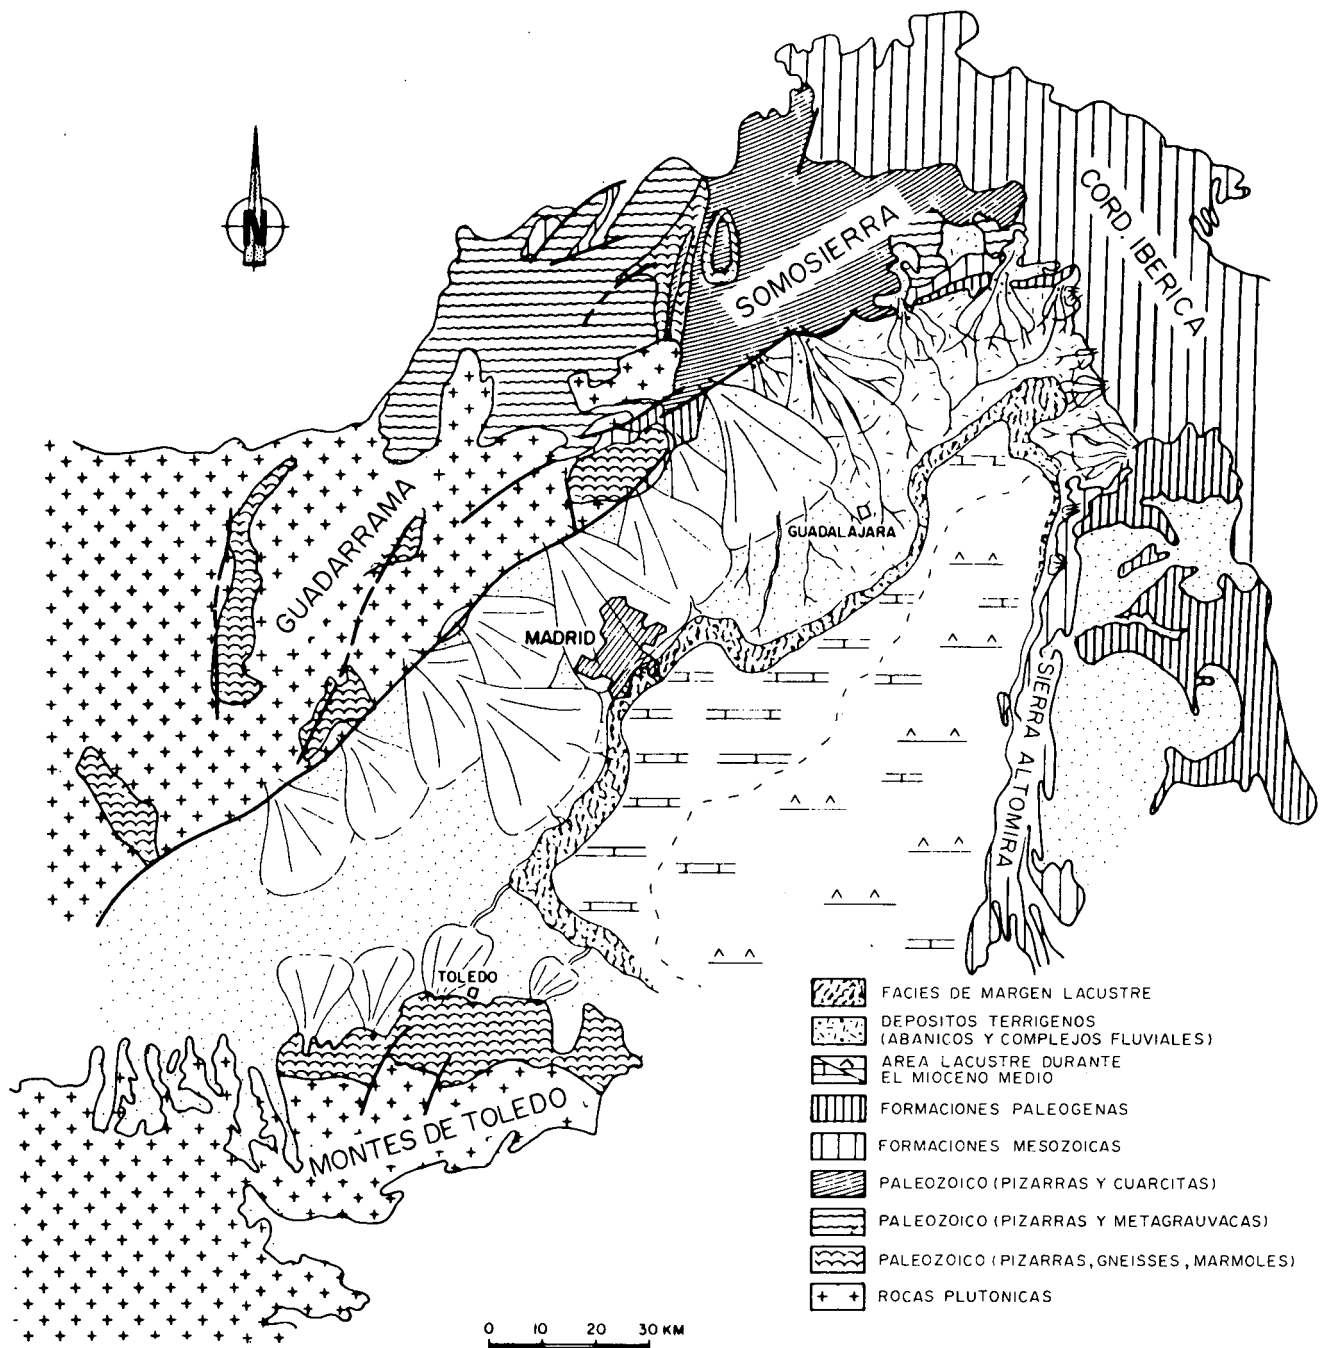 N
CORD. IBERICA
SOMOSIERRA
GUADARRAMA
GUADALAJARA
MADRID
SIERRA ALTOMIRA
TOLEDO
MONTES DE TOLEDO
FACIES DE MARGEN LACUSTRE
DEPOSITOS TERRIGENOS
(ABANICOS Y COMPLEJOS FLUVIALES)
AREA LACUSTRE DURANTE
EL MIOCENO MEDIO
FORMACIONES PALEOGENAS
FORMACIONES MESOZOICAS
PALEOZOICO (PIZARRAS Y CUARCITAS)
PALEOZOICO (PIZARRAS Y METAGRAUVACAS)
PALEOZOICO (PIZARRAS, GNEISSES, MARMOLES)
ROCAS PLUTONICAS
0 10 20 30 KM